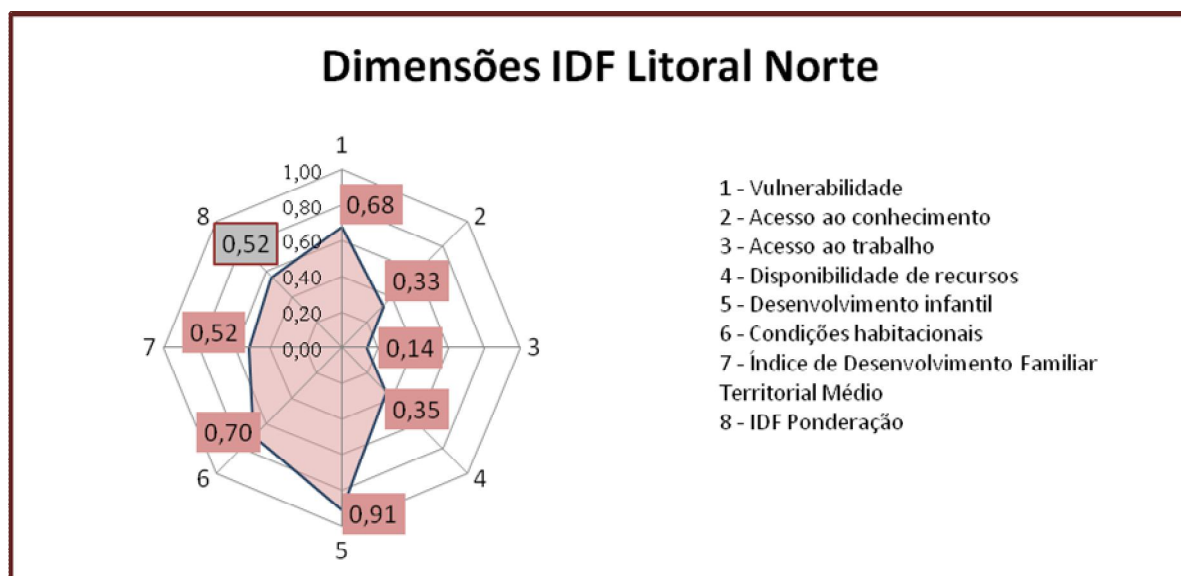 Dimensões IDF Litoral Norte
1
1,00
0,80
0,60
0,40
0,20
0,00
0,68
2
0,33
3
0,14
4
0,35
5
0,91
6
0,70
7
0,52
8
0,52
1 - Vulnerabilidade
2 - Acesso ao conhecimento
3 - Acesso ao trabalho
4 - Disponibilidade de recursos
5 - Desenvolvimento infantil
6 - Condições habitacionais
7 - Índice de Desenvolvimento Familiar
Territorial Médio
8 - IDF Ponderação